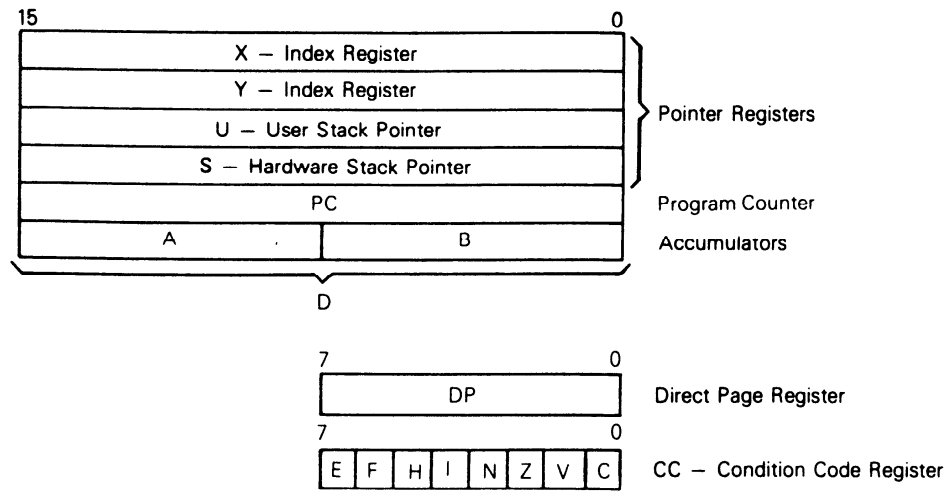 15 0
X – Index Register
Y – Index Register
U – User Stack Pointer
S – Hardware Stack Pointer
Pointer Registers
PC Program Counter
A B Accumulators
D
7 0
DP Direct Page Register
7 0
E F H I N Z V C CC – Condition Code Register